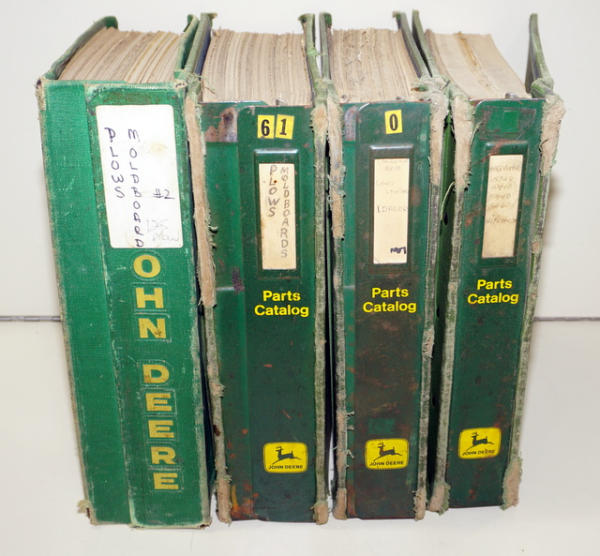 MOLDBOARD
PLOWS
#2
OHN DEERE
61
MOLDBOARDS
PLOWS
Parts
Catalog
JOHN DEERE
0
Parts
Catalog
JOHN DEERE
Parts
Catalog
JOHN DEERE